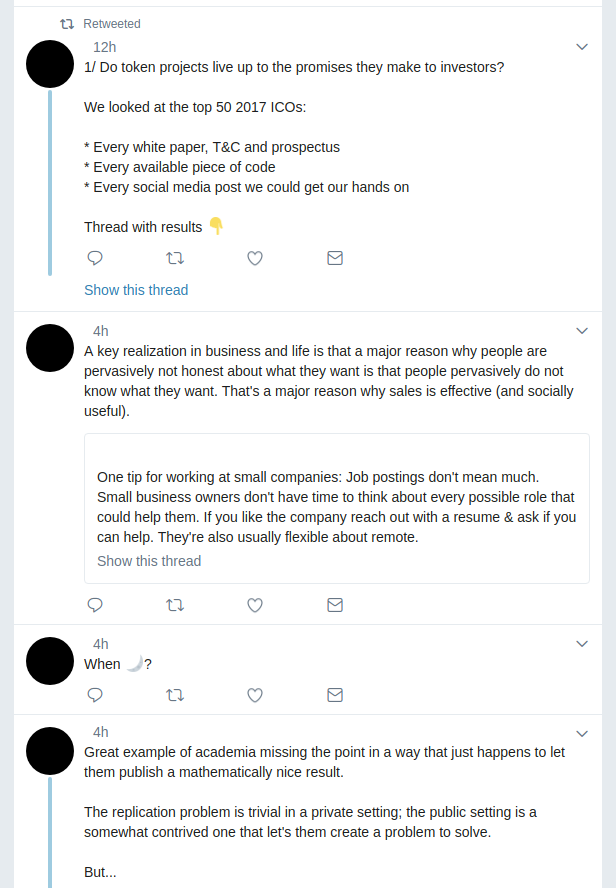 Retweeted
12h
1/ Do token projects live up to the promises they make to investors?
We looked at the top 50 2017 ICOs:
* Every white paper, T&C and prospectus
* Every available piece of code
* Every social media post we could get our hands on
Thread with results 👇
Show this thread
4h
A key realization in business and life is that a major reason why people are
pervasively not honest about what they want is that people pervasively do not
know what they want. That's a major reason why sales is effective (and socially
useful).
One tip for working at small companies: Job postings don't mean much.
Small business owners don't have time to think about every possible role that
could help them. If you like the company reach out with a resume & ask if you
can help. They're also usually flexible about remote.
Show this thread
4h
When 🌙?
4h
Great example of academia missing the point in a way that just happens to let
them publish a mathematically nice result.
The replication problem is trivial in a private setting; the public setting is a
somewhat contrived one that let's them create a problem to solve.
But...